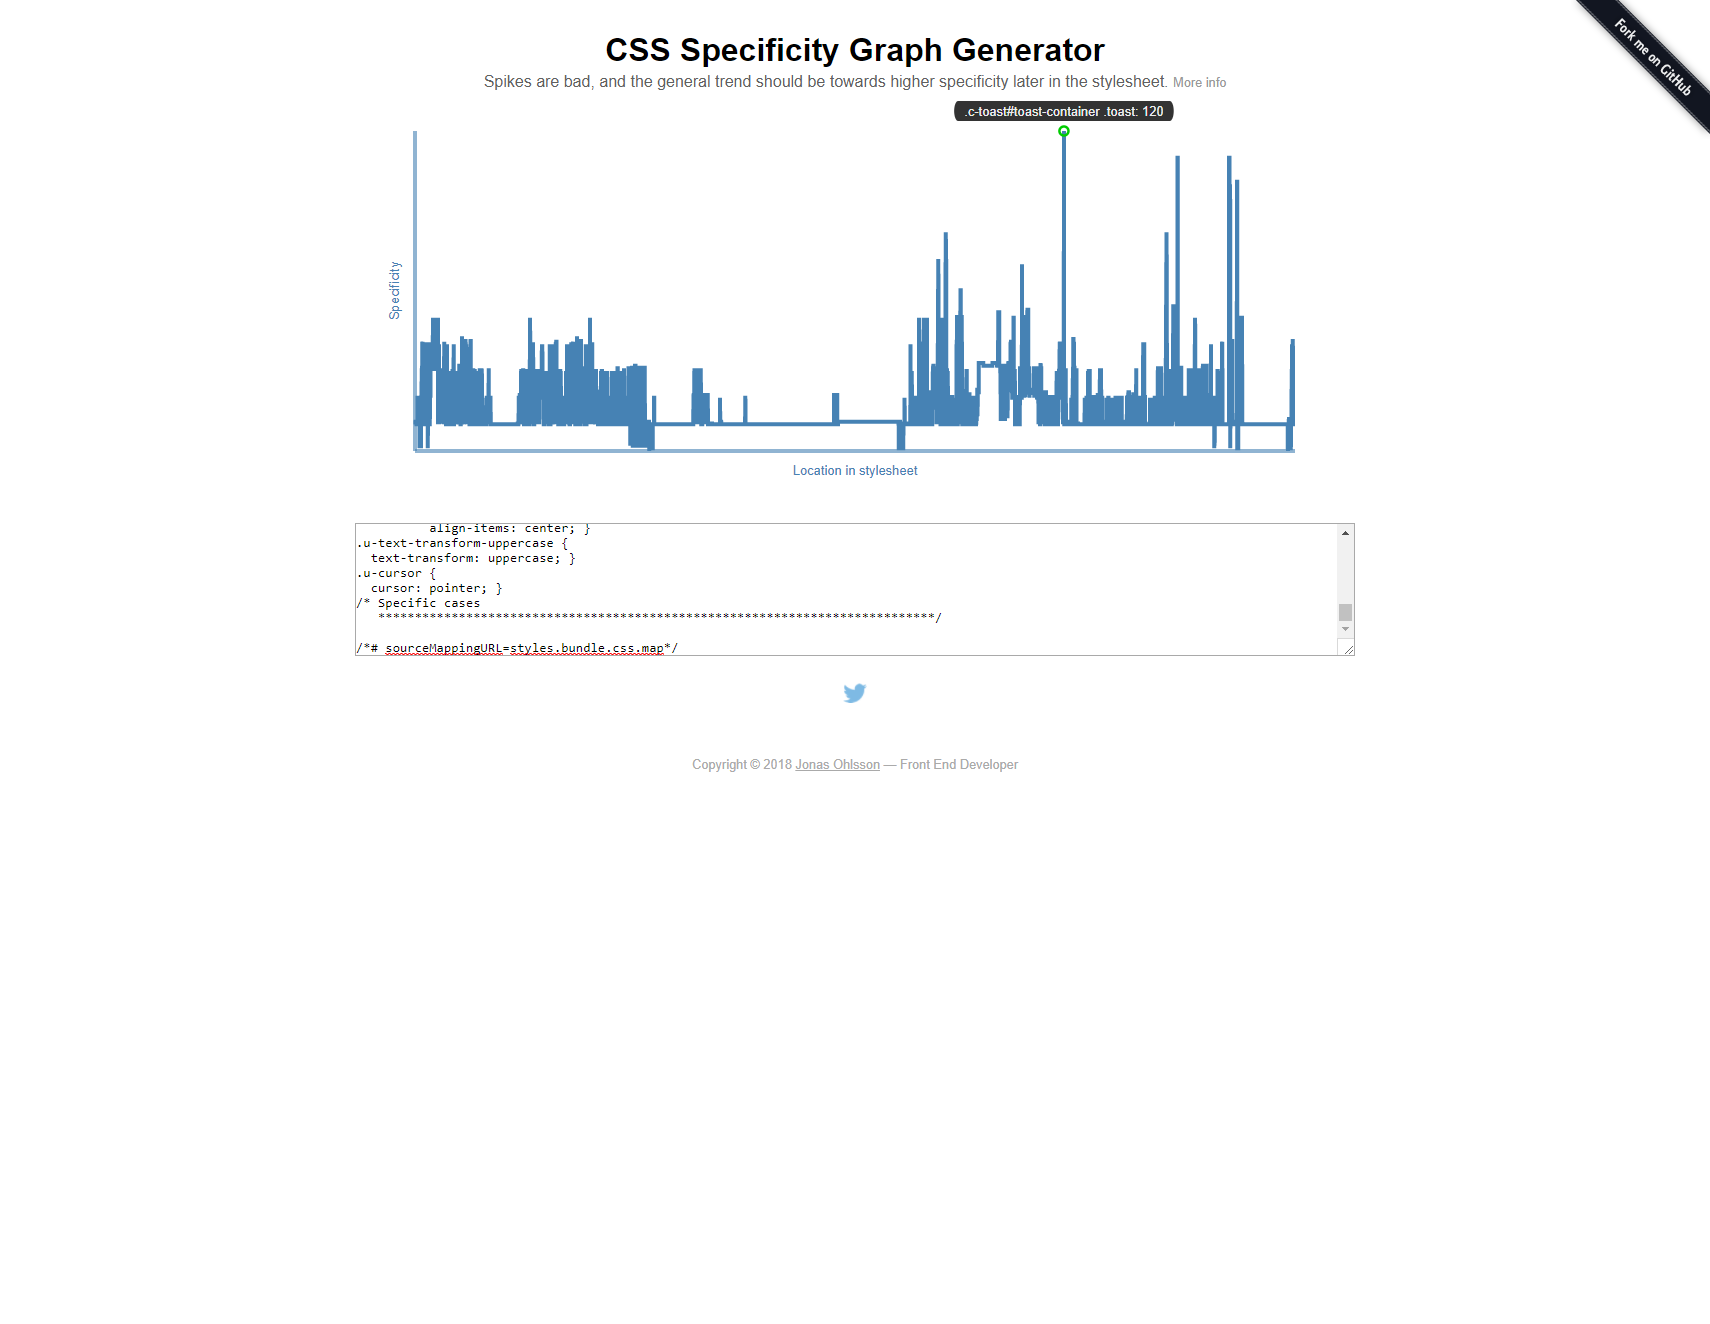 Fork me on GitHub
CSS Specificity Graph Generator
Spikes are bad, and the general trend should be towards higher specificity later in the stylesheet. More info
.c-toast#toast-container .toast: 120
Specificity
Location in stylesheet
align-items: center; }
.u-text-transform-uppercase {
text-transform: uppercase; }
.u-cursor {
cursor: pointer; }
/* Specific cases
****************************************************************************/
/*# sourceMappingURL=styles.bundle.css.map*/
Copyright © 2018 Jonas Ohlsson — Front End Developer